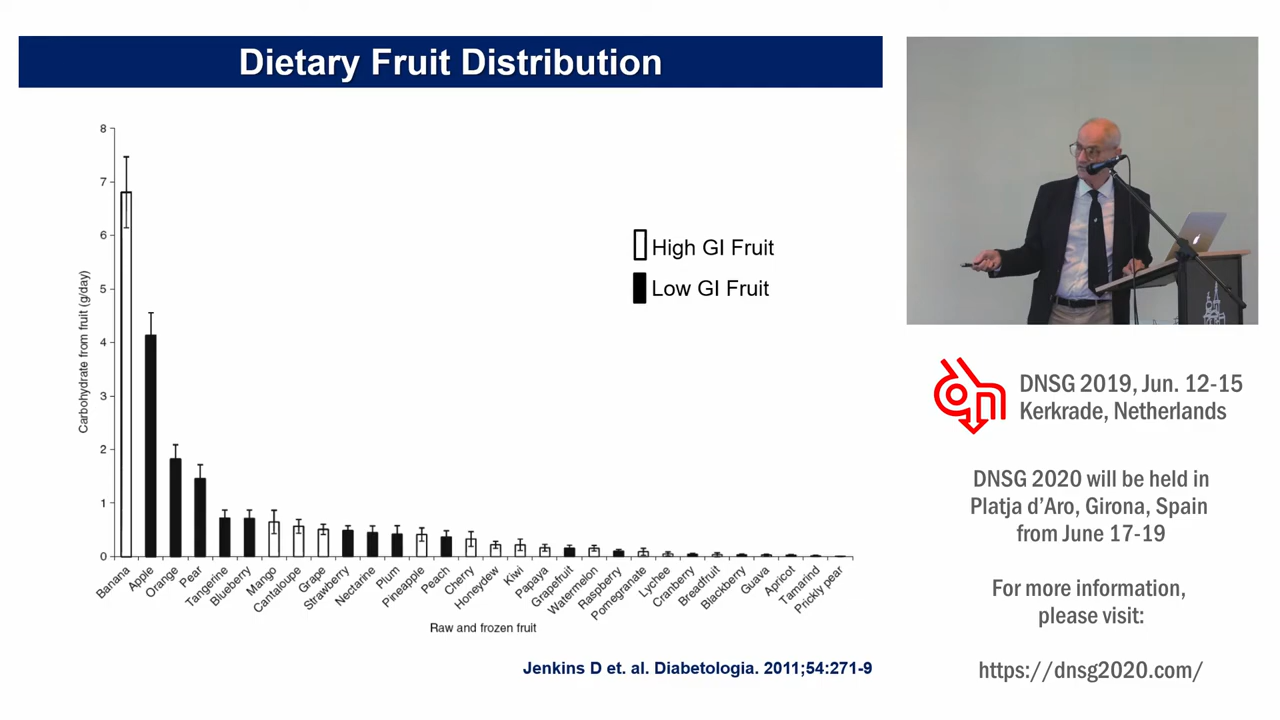 Dietary Fruit Distribution
8
7
6
5
4
3
2
1
0
Carbohydrate from fruit (g/day)
High GI Fruit
Low GI Fruit
Banana
Apple
Orange
Pear
Tangerine
Blueberry
Mango
Cantaloupe
Grape
Strawberry
Nectarine
Plum
Pineapple
Peach
Cherry
Honeydew
Kiwi
Papaya
Grapefruit
Watermelon
Raspberry
Pomegranate
Lychee
Cranberry
Breadfruit
Blackberry
Guava
Apricot
Tamarind
Prickly pear
Raw and frozen fruit
Jenkins D et. al. Diabetologia. 2011;54:271-9
DNSG 2019, Jun. 12-15
Kerkrade, Netherlands
DNSG 2020 will be held in
Platja d’Aro, Girona, Spain
from June 17-19
For more information,
please visit:
https://dnsg2020.com/